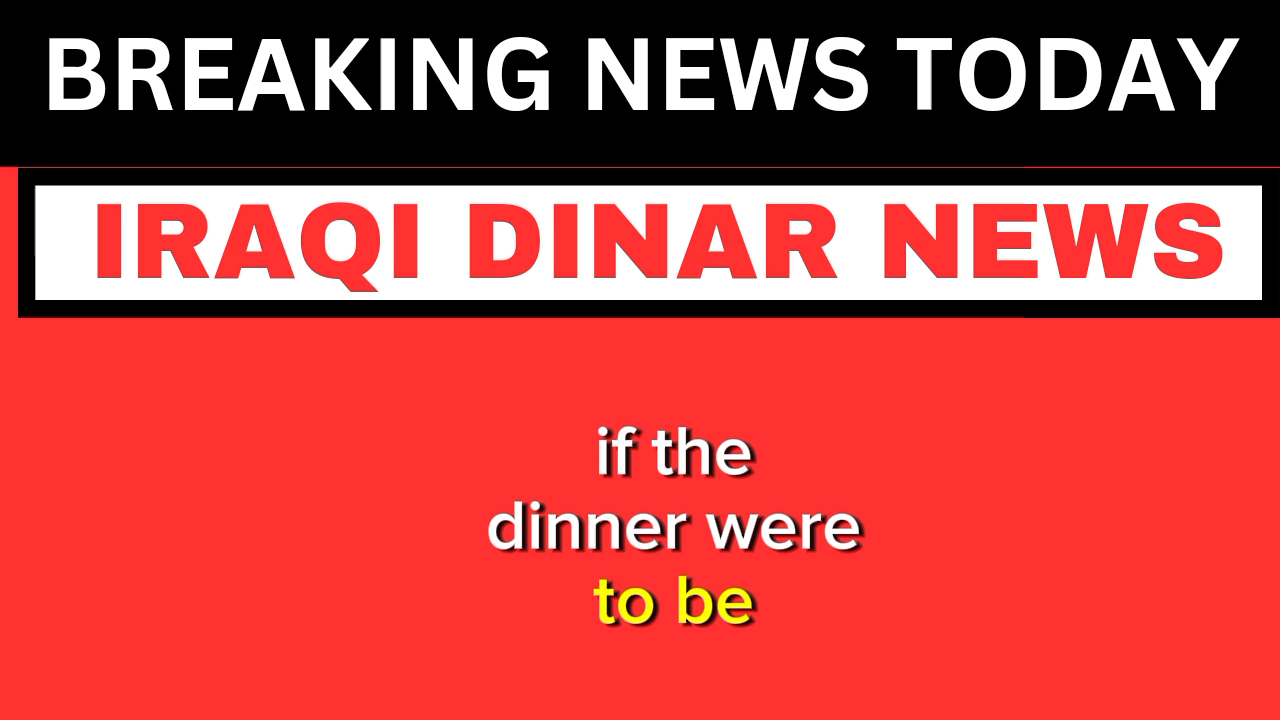 BREAKING NEWS TODAY
IRAQI DINAR NEWS
if the
dinner were
to be